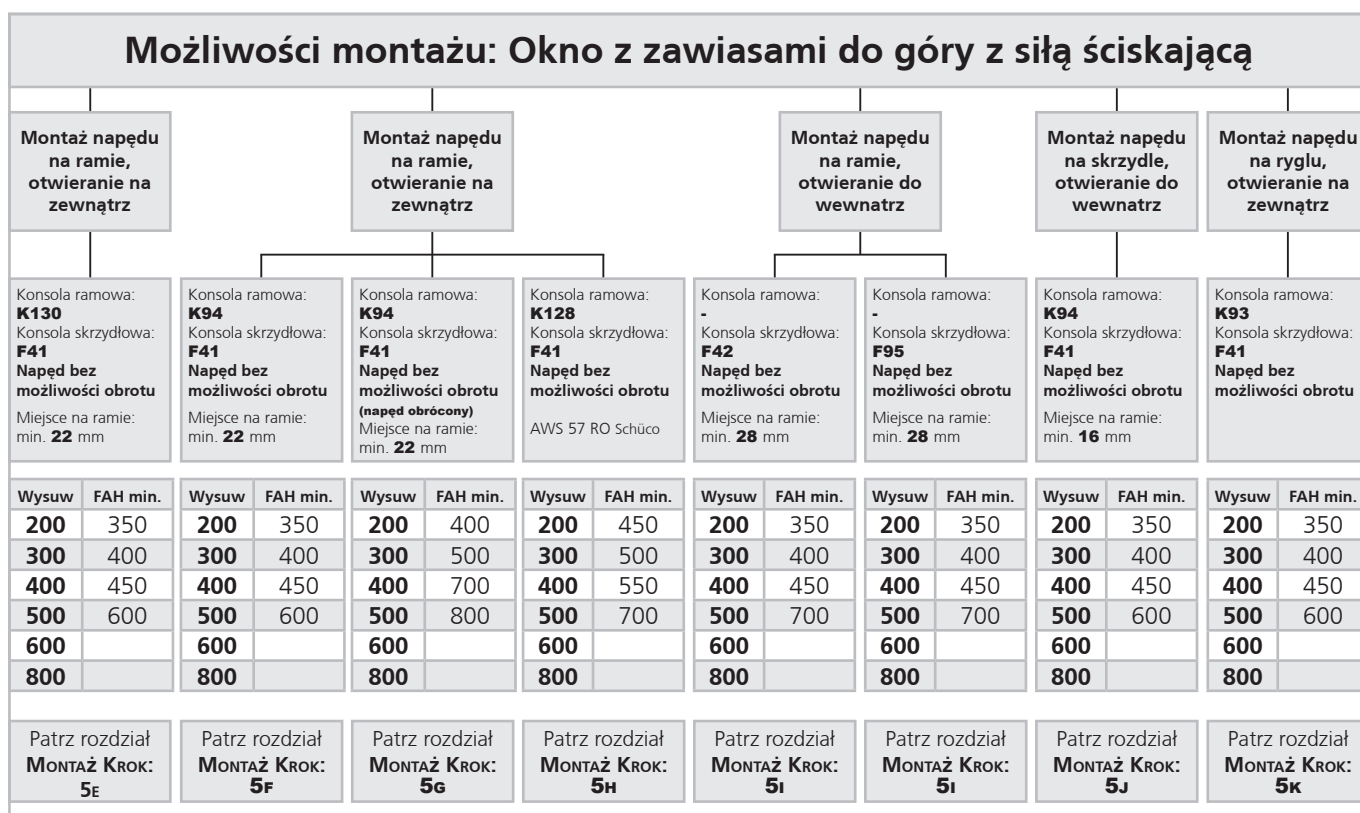 Możliwości montażu: Okno z zawiasami do góry z siłą ściskającą
Montaż napędu
na ramie,
otwieranie na
zewnątrz
Montaż napędu
na ramie,
otwieranie na
zewnątrz
Montaż napędu
na ramie,
otwieranie do
wewnatrz
Montaż napędu
na skrzydle,
otwieranie do
wewnatrz
Montaż napędu
na ryglu,
otwieranie na
zewnątrz
Konsola ramowa:
K130
Konsola skrzydłowa:
F41
Napęd bez
możliwości obrotu
Miejsce na ramie:
min. 22 mm
Konsola ramowa:
K94
Konsola skrzydłowa:
F41
Napęd bez
możliwości obrotu
Miejsce na ramie:
min. 22 mm
Konsola ramowa:
K94
Konsola skrzydłowa:
F41
Napęd bez
możliwości obrotu
(napęd obrócony)
Miejsce na ramie:
min. 22 mm
Konsola ramowa:
K128
Konsola skrzydłowa:
F41
Napęd bez
możliwości obrotu
AWS 57 RO Schüco
Konsola ramowa:
-
Konsola skrzydłowa:
F42
Napęd bez
możliwości obrotu
Miejsce na ramie:
min. 28 mm
Konsola ramowa:
-
Konsola skrzydłowa:
F95
Napęd bez
możliwości obrotu
Miejsce na ramie:
min. 28 mm
Konsola ramowa:
K94
Konsola skrzydłowa:
F41
Napęd bez
możliwości obrotu
Miejsce na ramie:
min. 16 mm
Konsola ramowa:
K93
Konsola skrzydłowa:
F41
Napęd bez
możliwości obrotu
Wysuw FAH min. Wysuw FAH min. Wysuw FAH min. Wysuw FAH min. Wysuw FAH min. Wysuw FAH min. Wysuw FAH min. Wysuw FAH min.
200 350 200 350 200 400 200 450 200 350 200 350 200 350 200 350
300 400 300 400 300 500 300 500 300 400 300 400 300 400 300 400
400 450 400 450 400 700 400 550 400 450 400 450 400 450 400 450
500 600 500 600 500 800 500 700 500 700 500 700 500 600 500 600
600 600 600 600 600 600 600 600
800 800 800 800 800 800 800 800
Patrz rozdział
Montaż Krok:
5E
Patrz rozdział
Montaż Krok:
5F
Patrz rozdział
Montaż Krok:
5G
Patrz rozdział
Montaż Krok:
5H
Patrz rozdział
Montaż Krok:
5I
Patrz rozdział
Montaż Krok:
5I
Patrz rozdział
Montaż Krok:
5J
Patrz rozdział
Montaż Krok:
5K